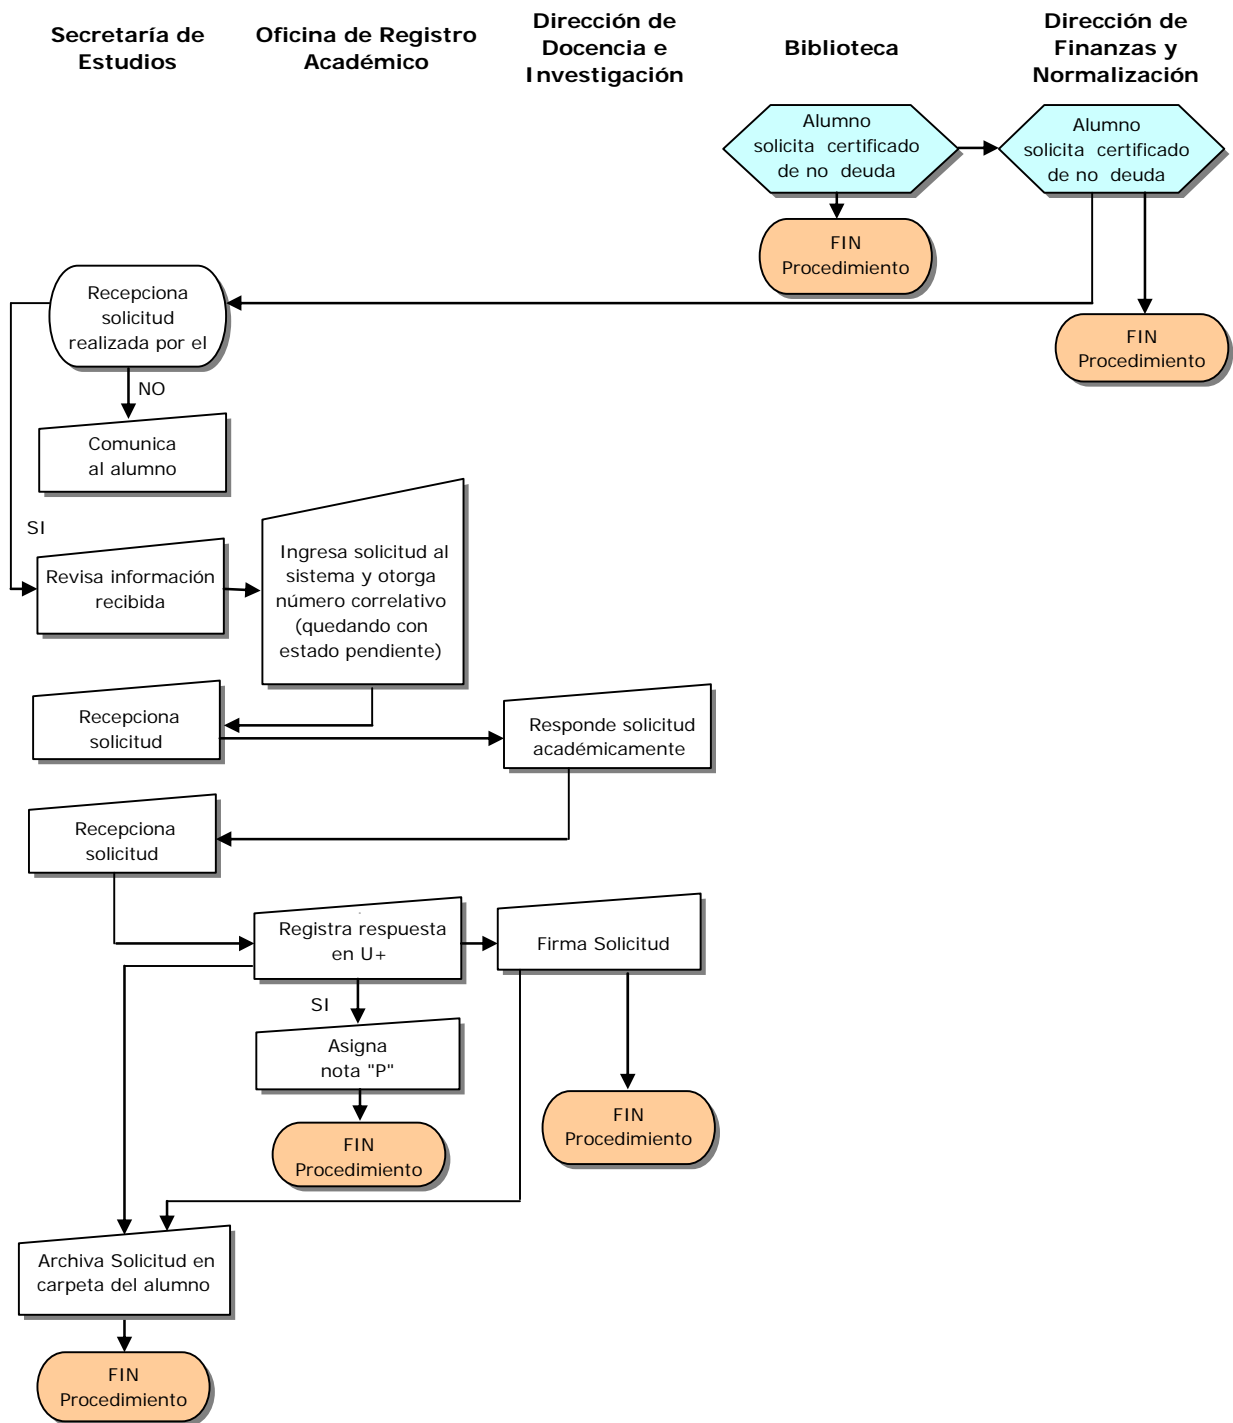 Secretaría de
Estudios
Oficina de Registro
Académico
Dirección de
Docencia e
Investigación
Biblioteca
Dirección de
Finanzas y
Normalización
Alumno
solicita certificado
de no deuda
Alumno
solicita certificado
de no deuda
FIN
Procedimiento
Recepciona
solicitud
realizada por el
FIN
Procedimiento
NO
Comunica
al alumno
SI
Revisa información
recibida
Ingresa solicitud al
sistema y otorga
número correlativo
(quedando con
estado pendiente)
Recepciona
solicitud
Responde solicitud
académicamente
Recepciona
solicitud
Registra respuesta
en U+
Firma Solicitud
SI
Asigna
nota "P"
FIN
Procedimiento
FIN
Procedimiento
Archiva Solicitud en
carpeta del alumno
FIN
Procedimiento